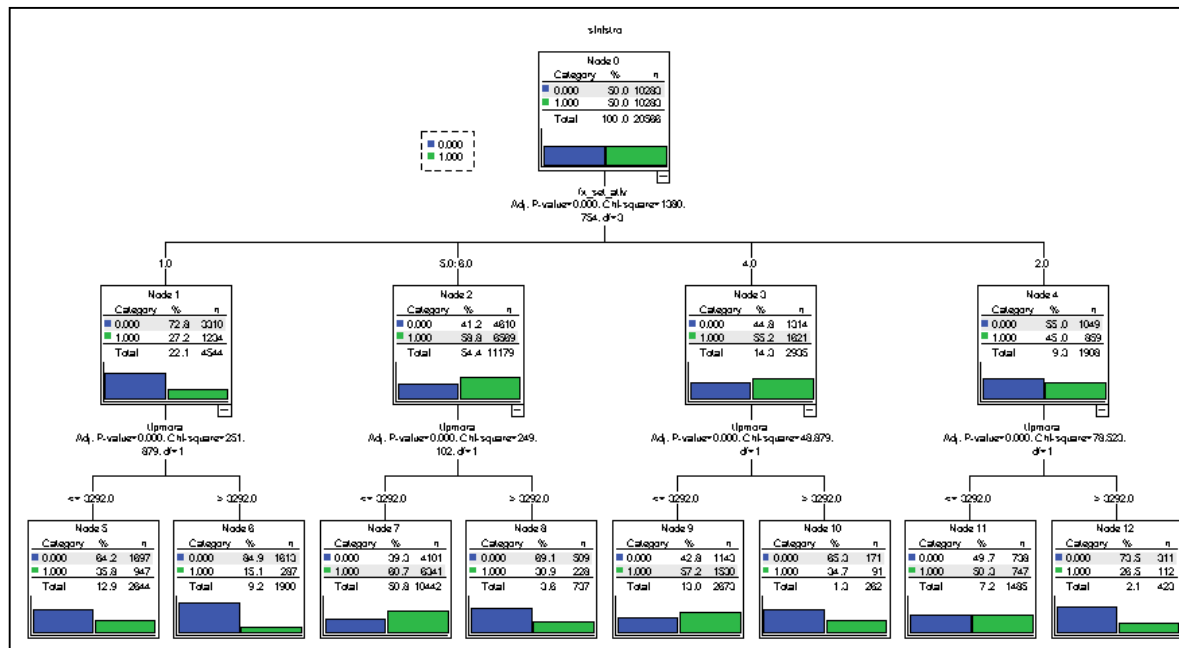 sinistro
Node 0
Category % n
0.000 50.0 10283
1.000 50.0 10283
Total 100.0 20566
0.000
1.000
fx_set_ativ
Adj. P-value=0.000. Chi-square=1380.
754. df=3
1.0
5.0; 6.0
4.0
2.0
Node 1
Category % n
0.000 72.8 3310
1.000 27.2 1234
Total 22.1 4544
Node 2
Category % n
0.000 41.2 4610
1.000 58.8 6569
Total 54.4 11179
Node 3
Category % n
0.000 44.8 1314
1.000 55.2 1621
Total 14.3 2935
Node 4
Category % n
0.000 55.0 1049
1.000 45.0 859
Total 9.3 1908
Adj. P-value=0.000. Chi-square=251.
879. df=1
Adj. P-value=0.000. Chi-square=249.
102. df=1
Adj. P-value=0.000. Chi-square=48.879.
df=1
Adj. P-value=0.000. Chi-square=78.523.
df=1
<= 3292.0
> 3292.0
<= 3292.0
> 3292.0
<= 3292.0
> 3292.0
<= 3292.0
> 3292.0
Node 5
Category % n
0.000 64.2 1697
1.000 35.8 947
Total 12.9 2644
Node 6
Category % n
0.000 84.9 1613
1.000 15.1 287
Total 9.2 1900
Node 7
Category % n
0.000 39.3 4101
1.000 60.7 6341
Total 50.8 10442
Node 8
Category % n
0.000 69.1 509
1.000 30.9 228
Total 3.6 737
Node 9
Category % n
0.000 42.8 1143
1.000 57.2 1530
Total 13.0 2673
Node 10
Category % n
0.000 65.3 171
1.000 34.7 91
Total 1.3 262
Node 11
Category % n
0.000 49.7 738
1.000 50.3 747
Total 7.2 1485
Node 12
Category % n
0.000 73.5 311
1.000 26.5 112
Total 2.1 423